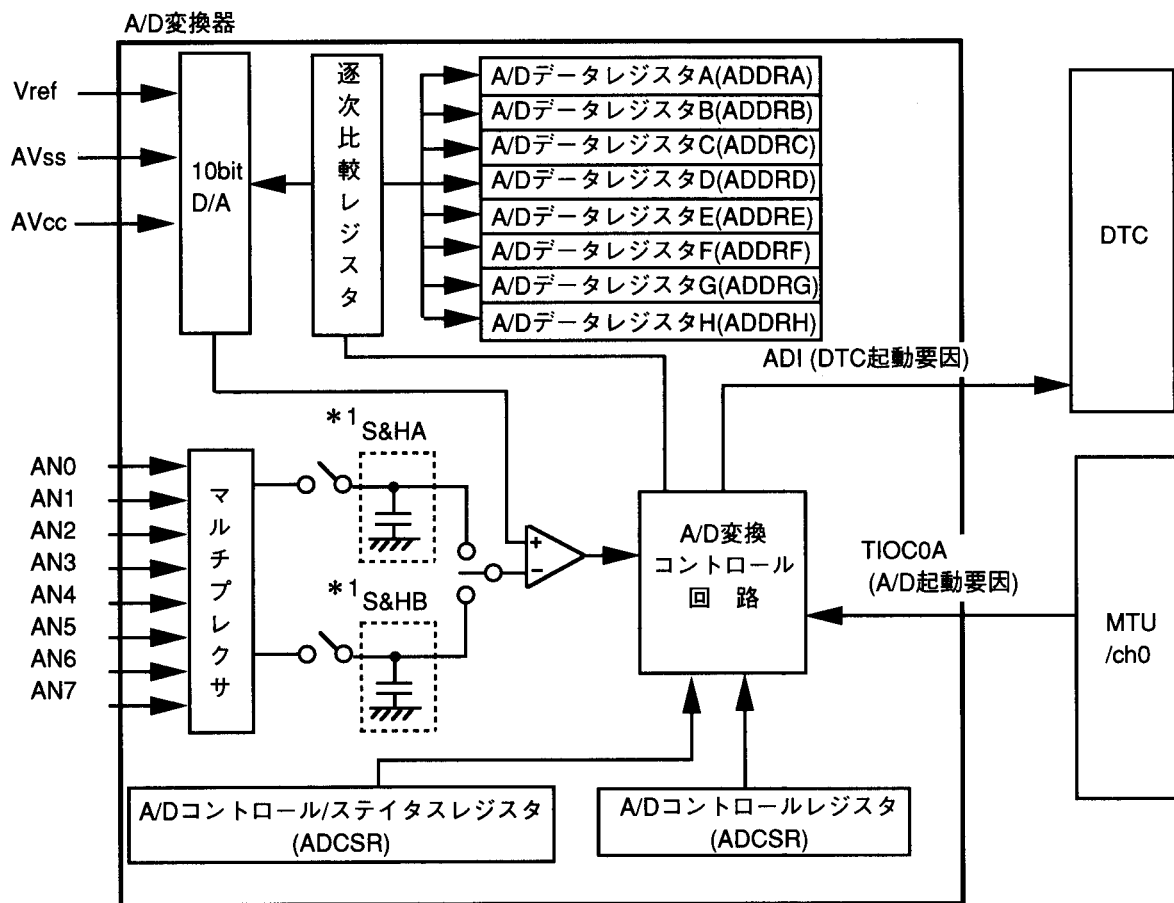 A/D変換器
Vref
AVss
AVcc
10bit
D/A
逐次比較レジスタ
A/DデータレジスタA(ADDRA)
A/DデータレジスタB(ADDRB)
A/DデータレジスタC(ADDRC)
A/DデータレジスタD(ADDRD)
A/DデータレジスタE(ADDRE)
A/DデータレジスタF(ADDRF)
A/DデータレジスタG(ADDRG)
A/DデータレジスタH(ADDRH)
DTC
ADI (DTC起動要因)
AN0
AN1
AN2
AN3
AN4
AN5
AN6
AN7
マルチプレクサ
*1
S&HA
*1
S&HB
+
−
A/D変換
コントロール
回 路
TIOC0A
(A/D起動要因)
MTU
/ch0
A/Dコントロール/ステイタスレジスタ
(ADCSR)
A/Dコントロールレジスタ
(ADCSR)